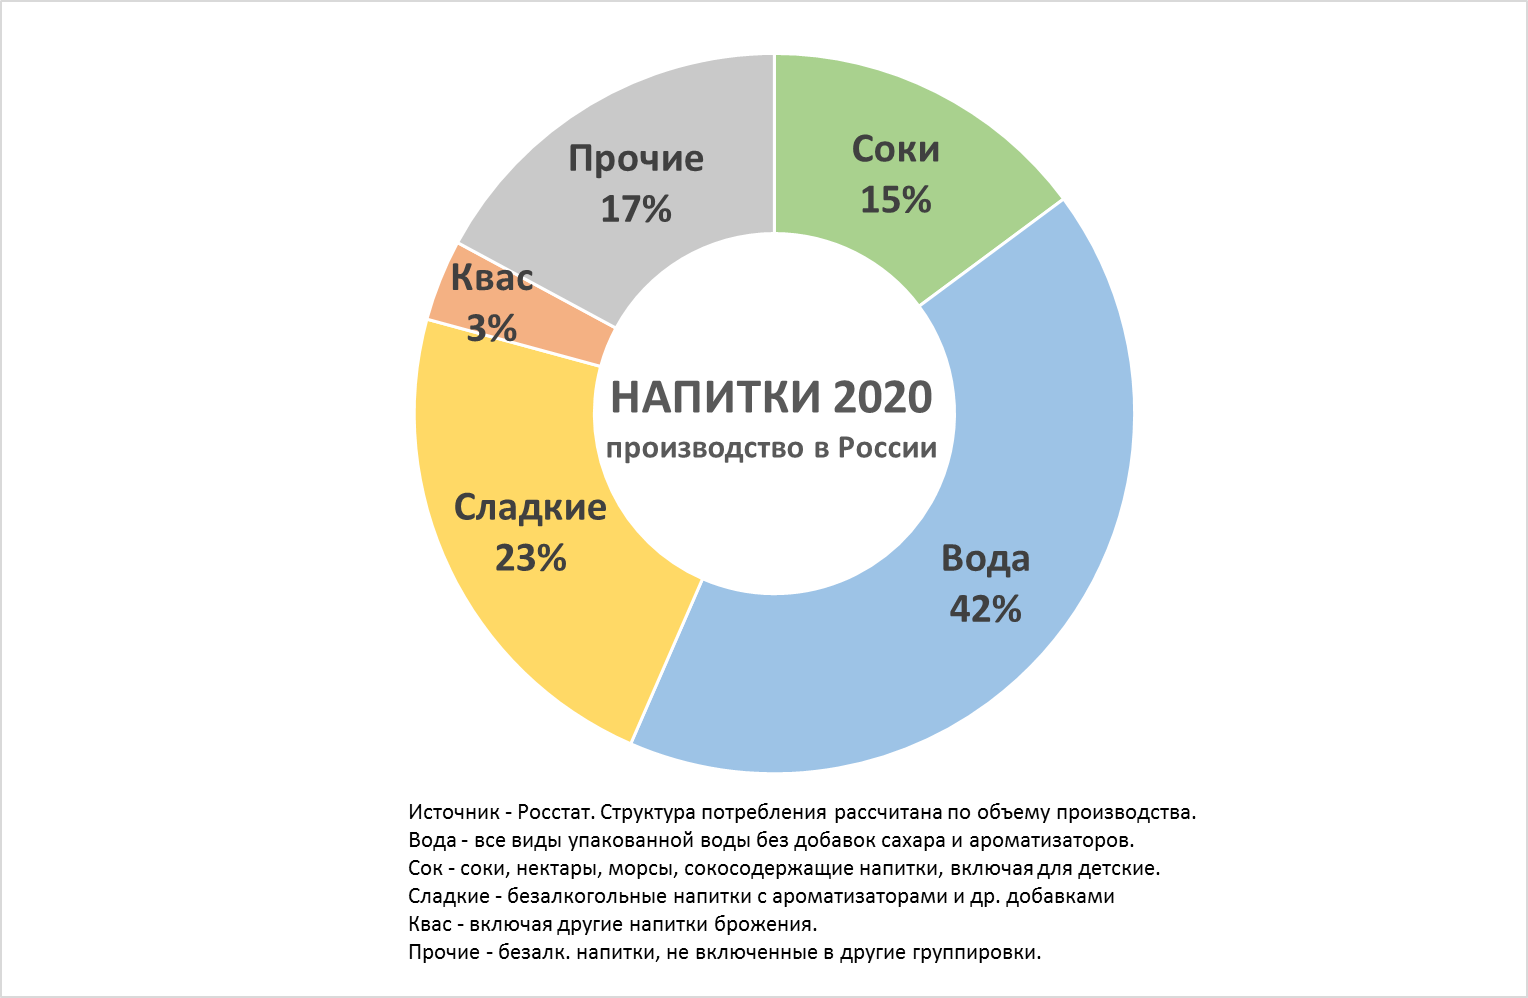 Прочие
17%
Соки
15%
Квас
3%
НАПИТКИ 2020
производство в России
Сладкие
23%
Вода
42%
Источник - Росстат. Структура потребления рассчитана по объему производства.
Вода - все виды упакованной воды без добавок сахара и ароматизаторов.
Сок - соки, нектары, морсы, сокосодержащие напитки, включая для детские.
Сладкие - безалкогольные напитки с ароматизаторами и др. добавками
Квас - включая другие напитки брожения.
Прочие - безалк. напитки, не включенные в другие группировки.